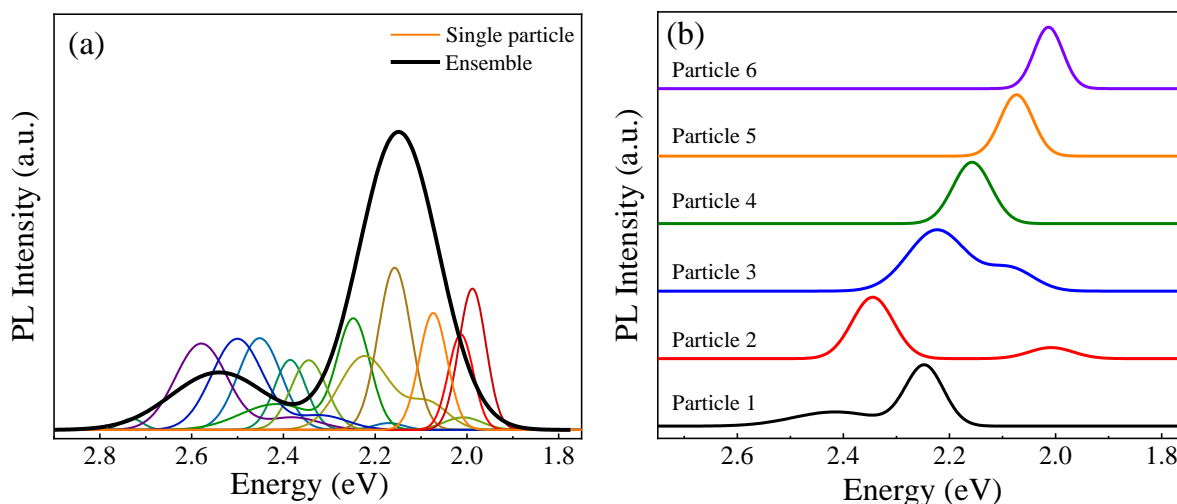 (a)
Single particle
Ensemble
PL Intensity (a.u.)
2.8 2.6 2.4 2.2 2.0 1.8
Energy (eV)
(b)
Particle 6
Particle 5
Particle 4
Particle 3
Particle 2
Particle 1
PL Intensity (a.u.)
2.6 2.4 2.2 2.0 1.8
Energy (eV)